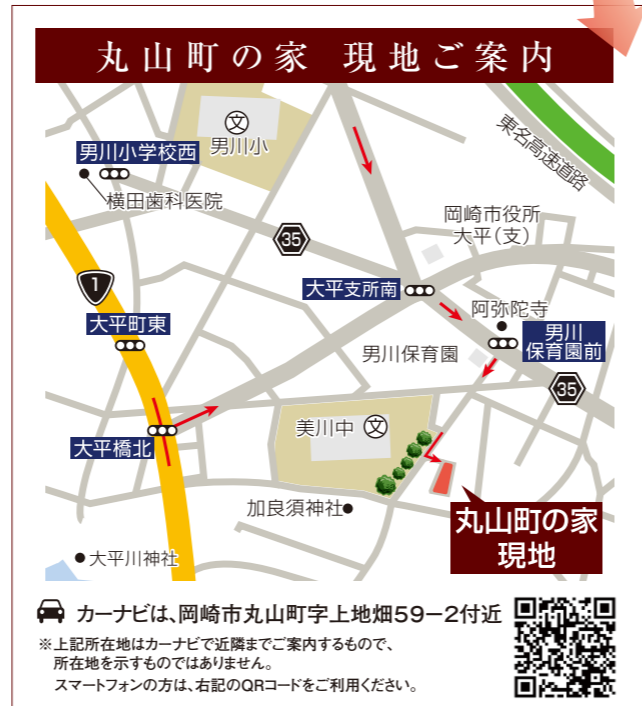 丸山町の家 現地ご案内
文
男川小
男川小学校西
横田歯科医院
東名高速道路
35
岡崎市役所
大平(支)
1
大平支所南
阿弥陀寺
大平町東
男川保育園
男川
保育園前
35
美川中
文
大平橋北
加良須神社
丸山町の家
現地
大平川神社
カーナビは、岡崎市丸山町字上地畑59−2付近
※上記所在地はカーナビで近隣までご案内するもので、
所在地を示すものではありません。
スマートフォンの方は、右記のQRコードをご利用ください。